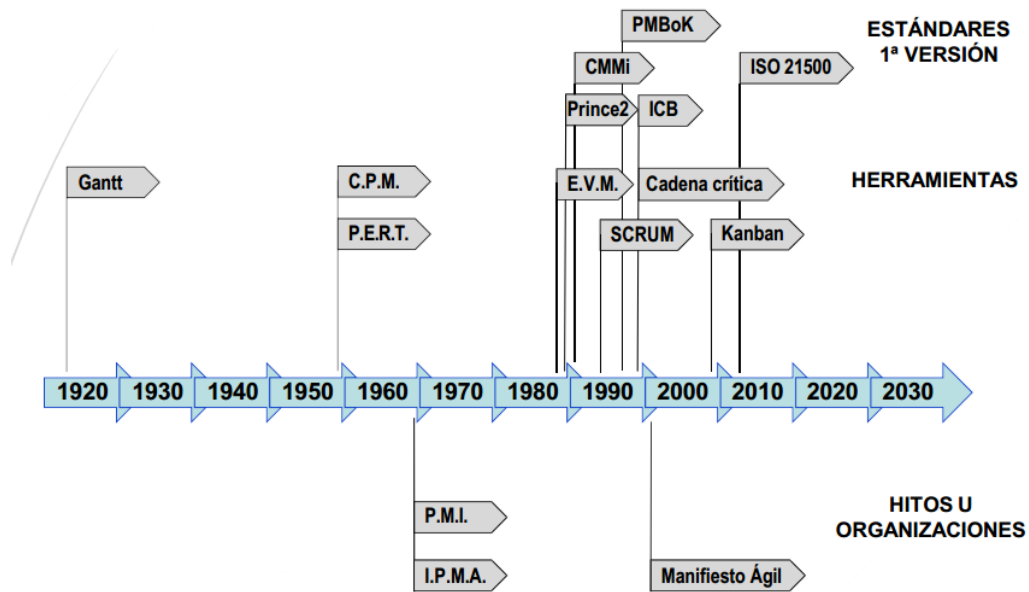 PMBoK
ESTÁNDARES
1ª VERSIÓN
CMMi
ISO 21500
Prince2
ICB
Gantt
C.P.M.
E.V.M.
Cadena crítica
HERRAMIENTAS
P.E.R.T.
SCRUM
Kanban
1920 1930 1940 1950 1960 1970 1980 1990 2000 2010 2020 2030
P.M.I.
HITOS U
ORGANIZACIONES
I.P.M.A.
Manifiesto Ágil